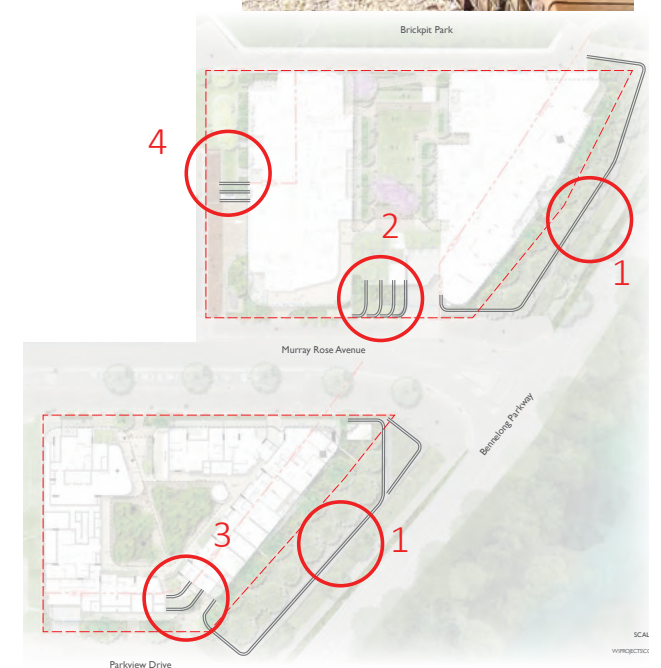 Brickpit Park
4
2
1
Murray Rose Avenue
Bennelong Parkway
3
1
SCAL
Parkview Drive